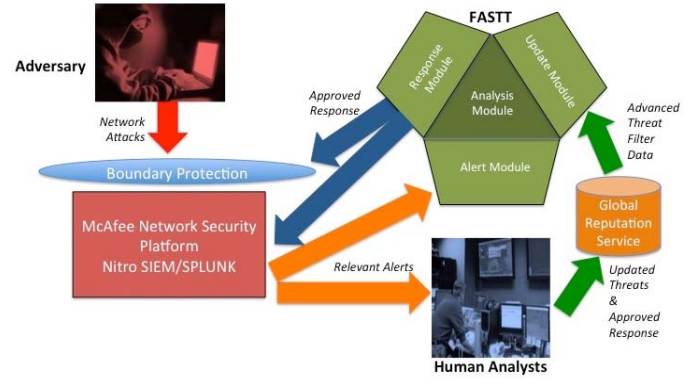 FASTT
Adversary
Response
Module
Update Module
Analysis
Module
Alert Module
Network
Attacks
Approved
Response
Advanced
Threat
Filter
Data
Boundary Protection
McAfee Network Security
Platform
Nitro SIEM/SPLUNK
Relevant Alerts
Global
Reputation
Service
Updated
Threats
&
Approved
Response
Human Analysts